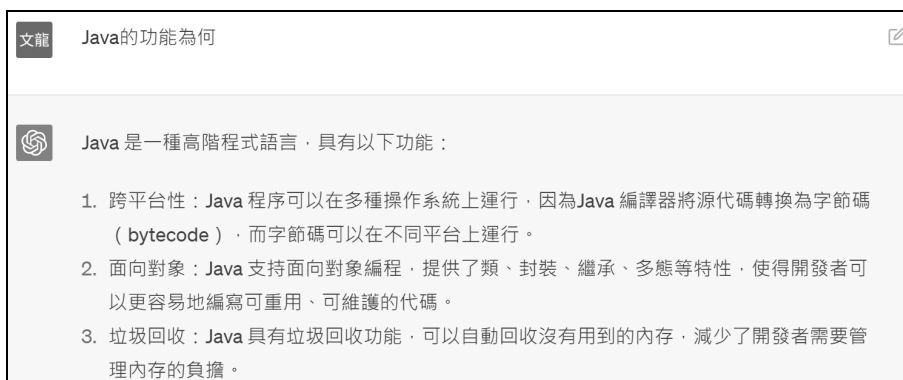 文龍
Java的功能為何
Java 是一種高階程式語言，具有以下功能：
1. 跨平台性：Java 程序可以在多種操作系統上運行，因為Java 編譯器將源代碼轉換為字節碼
（bytecode），而字節碼可以在不同平台上運行。
2. 面向對象：Java 支持面向對象編程，提供了類、封裝、繼承、多態等特性，使得開發者可
以更容易地編寫可重用、可維護的代碼。
3. 垃圾回收：Java 具有垃圾回收功能，可以自動回收沒有用到的內存，減少了開發者需要管
理內存的負擔。